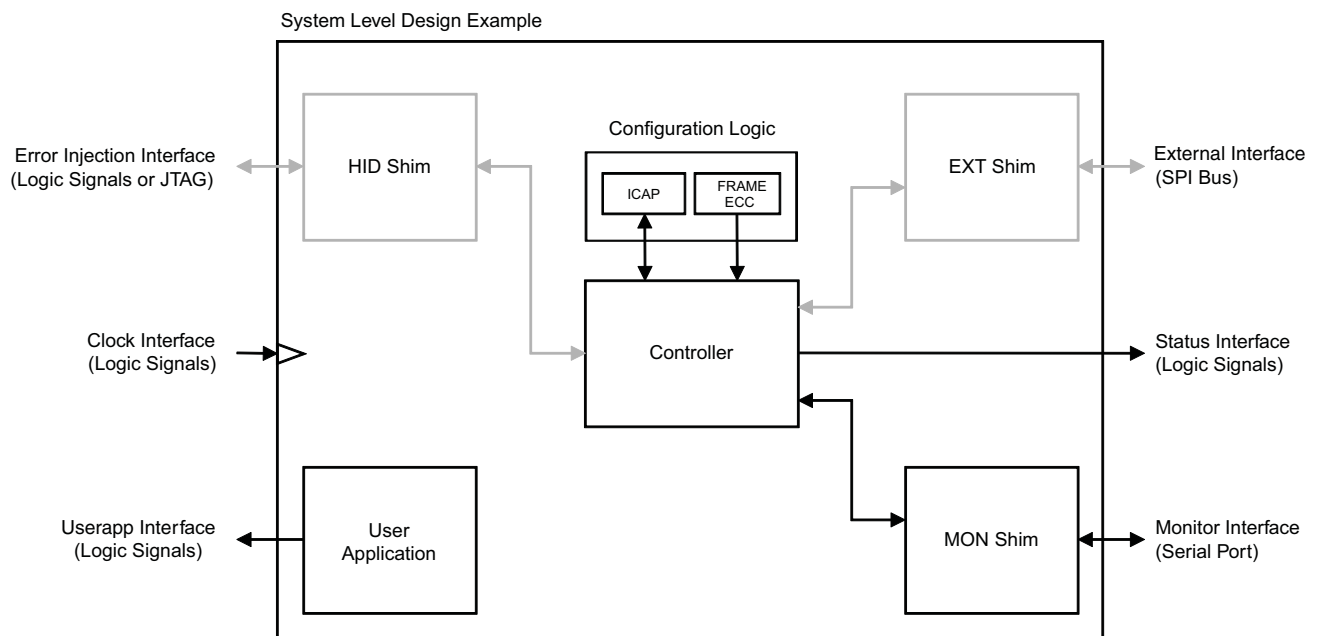 System Level Design Example
Error Injection Interface
(Logic Signals or JTAG)
HID Shim
Configuration Logic
ICAP
FRAME
ECC
EXT Shim
External Interface
(SPI Bus)
Clock Interface
(Logic Signals)
Controller
Status Interface
(Logic Signals)
Userapp Interface
(Logic Signals)
User
Application
MON Shim
Monitor Interface
(Serial Port)